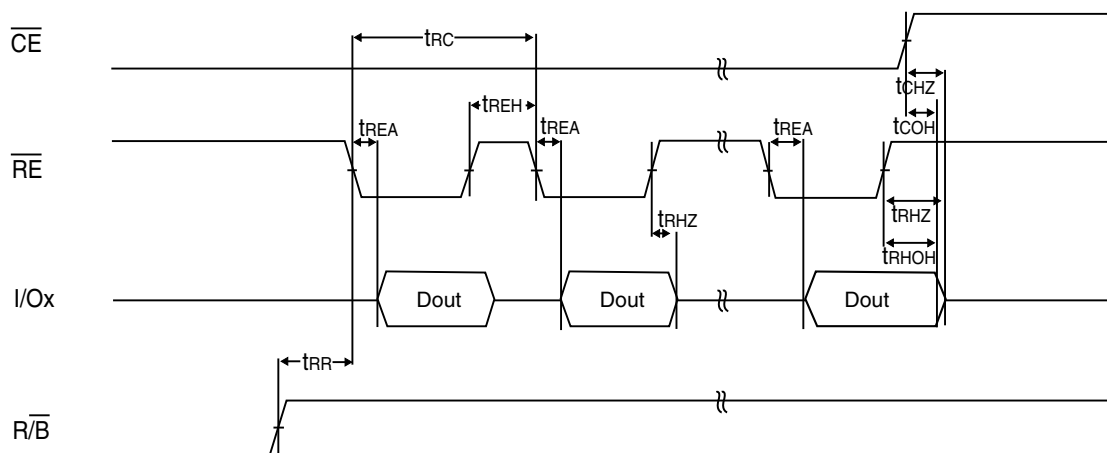 CE
tRC
tCHZ
tREH
tCOH
tREA
tREA
tREA
RE
tRHZ
tRHZ
tRHOH
I/Ox
Dout
Dout
Dout
tRR
R/B